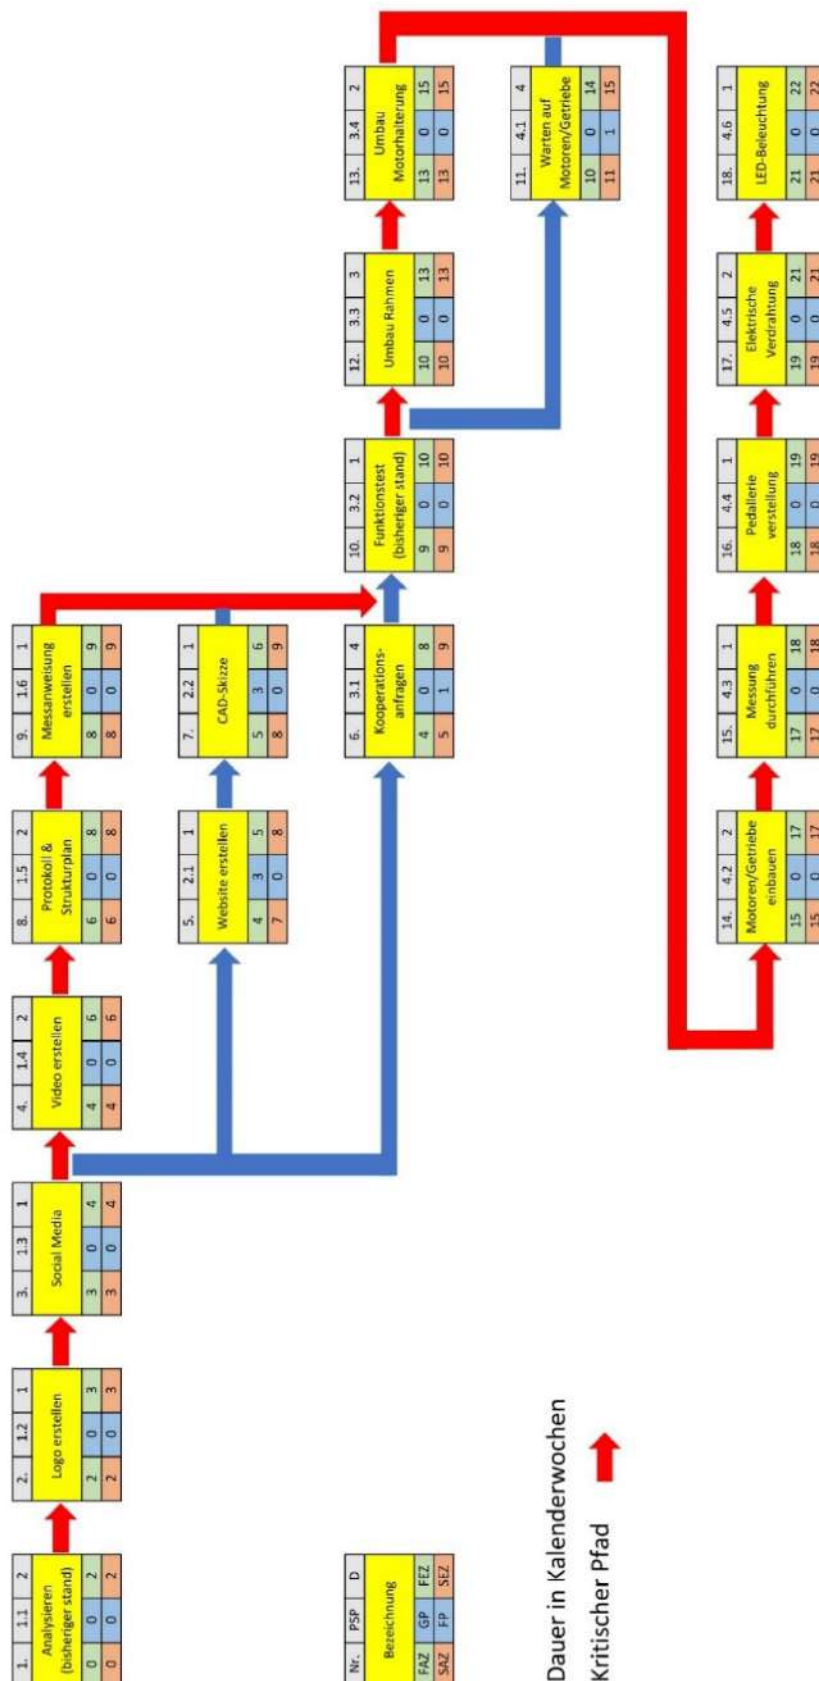 1. 1.1 2
Analysieren
(bisheriger stand)
0 0 2
0 0 2
2. 1.2 1
Logo erstellen
2 0 3
2 0 3
3. 1.3 1
Social Media
3 0 4
3 0 4
4. 1.4 2
Video erstellen
4 0 6
4 0 6
8. 1.5 2
Protokoll &
Strukturplan
6 0 8
6 0 8
9. 1.6 1
Messanweisung
erstellen
8 0 9
8 0 9
5. 2.1 1
Website erstellen
4 3 5
7 0 8
7. 2.2 1
CAD-Skizze
5 3 6
8 0 9
Nr. PSP D
Bezeichnung
FAZ GP FEZ
SAZ FP SEZ
6. 3.1 4
Kooperations-
anfragen
4 0 8
5 1 9
10. 3.2 1
Funktionstest
(bisheriger stand)
9 0 10
9 0 10
12. 3.3 3
Umbau Rahmen
10 0 13
10 0 13
13. 3.4 2
Umbau
Motorhalterung
13 0 15
13 0 15
11. 4.1 4
Warten auf
Motoren/Getriebe
10 0 14
11 1 15
Dauer in Kalenderwochen
Kritischer Pfad
14. 4.2 2
Motoren/Getriebe
einbauen
15 0 17
15 0 17
15. 4.3 1
Messung
durchführen
17 0 18
17 0 18
16. 4.4 1
Pedallerie
verstellung
18 0 19
18 0 19
17. 4.5 2
Elektrische
Verdrahtung
19 0 21
19 0 21
18. 4.6 1
LED-Beleuchtung
21 0 22
21 0 22